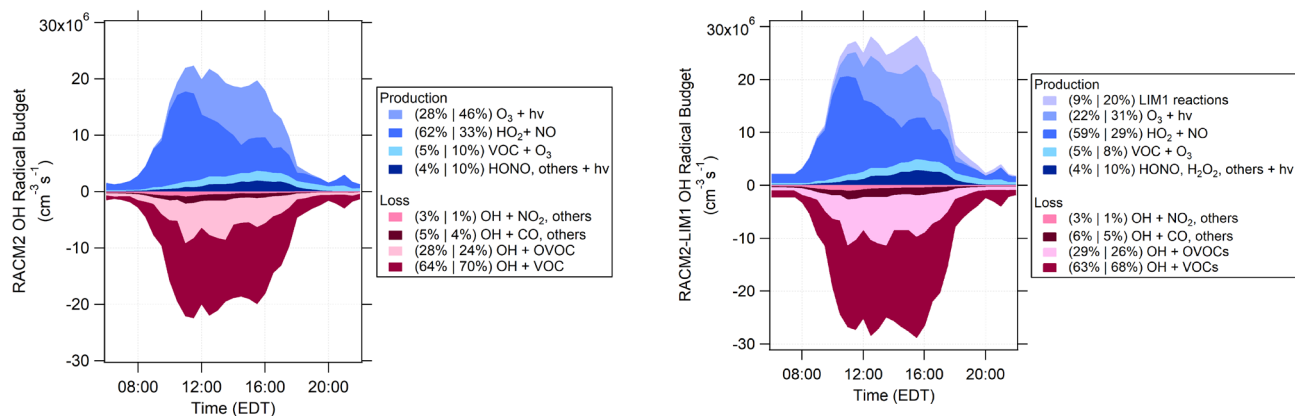 30x10⁶
20
10
0
-10
-20
-30
RACM2 OH Radical Budget
(cm⁻³ s⁻¹)
08:00 12:00 16:00 20:00
Time (EDT)
Production
(28% | 46%) O₃ + hv
(62% | 33%) HO₂+ NO
(5% | 10%) VOC + O₃
(4% | 10%) HONO, others + hv
Loss
(3% | 1%) OH + NO₂, others
(5% | 4%) OH + CO, others
(28% | 24%) OH + OVOC
(64% | 70%) OH + VOC
30x10⁶
20
10
0
-10
-20
-30
RACM2-LIM1 OH Radical Budget
(cm⁻³ s⁻¹)
08:00 12:00 16:00 20:00
Time (EDT)
Production
(9% | 20%) LIM1 reactions
(22% | 31%) O₃ + hv
(59% | 29%) HO₂ + NO
(5% | 8%) VOC + O₃
(4% | 10%) HONO, H₂O₂, others + hv
Loss
(3% | 1%) OH + NO₂, others
(6% | 5%) OH + CO, others
(29% | 26%) OH + OVOCs
(63% | 68%) OH + VOCs